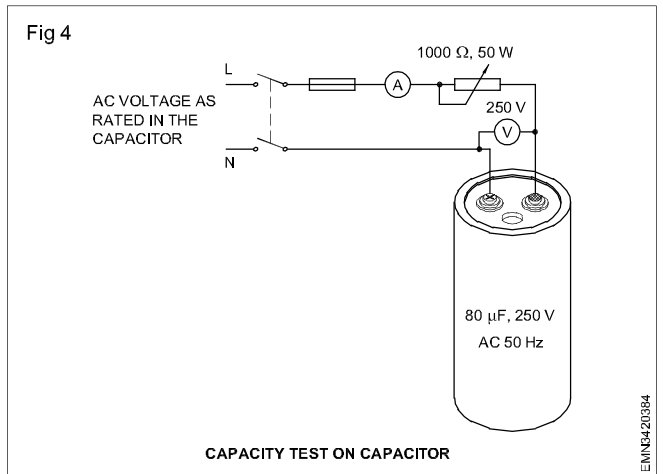 Fig 4
1000 Ω, 50 W
L
A
AC VOLTAGE AS
RATED IN THE
CAPACITOR
250 V
V
N
80 µF, 250 V
AC 50 Hz
CAPACITY TEST ON CAPACITOR
EMN3420384